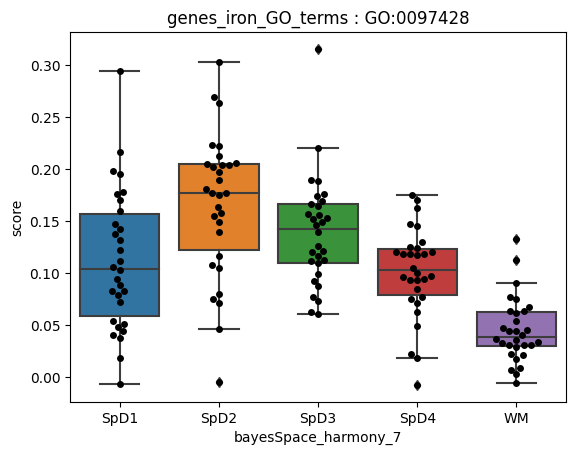 genes_iron_GO_terms : GO:0097428
0.30
0.25
0.20
0.15
0.10
0.05
0.00
score
SpD1 SpD2 SpD3 SpD4 WM
bayesSpace_harmony_7